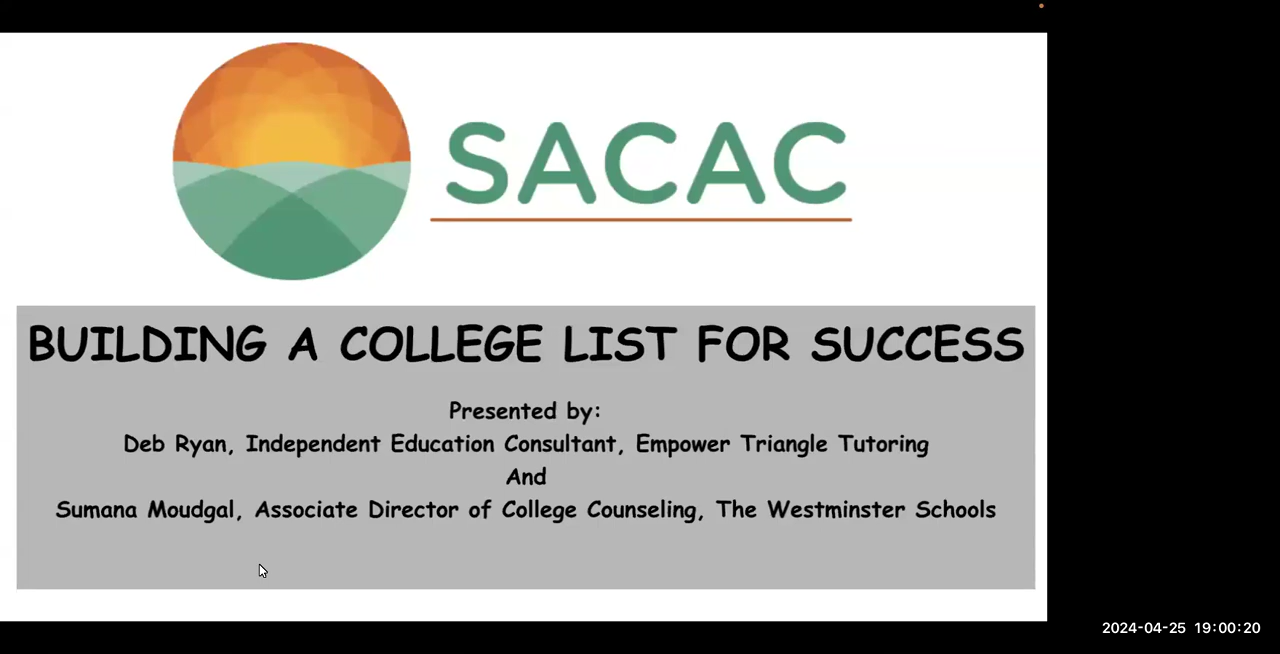 SACAC
BUILDING A COLLEGE LIST FOR SUCCESS
Presented by:
Deb Ryan, Independent Education Consultant, Empower Triangle Tutoring
And
Sumana Moudgal, Associate Director of College Counseling, The Westminster Schools
2024-04-25 19:00:20